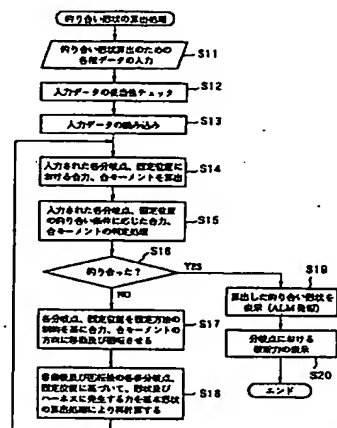 釣り合い形状の算出処理
釣り合い形状算出のための
各種データの入力
S11
S12
入力データの妥当性チェック
S13
入力データの読み込み
S14
入力された各分岐点、固定位置に
おける合力、合モーメントを算出
S15
入力された各分岐点、固定位置
の釣り合い条件に応じた合力、
合モーメントの判定処理
S16
釣り合った？
YES
NO
S17
各分岐点、固定位置を固定方法の
制約を基に合力、合モーメントの
方向に移動及び回転させる
S18
移動後及び回転後の各分岐点、
固定位置に基づいて、形状及び
ハーネスに発生する力を基本形状
の算出処理により再計算する
S19
算出した釣り合い形状を
表示
S20
分岐点における
の表示
エンド